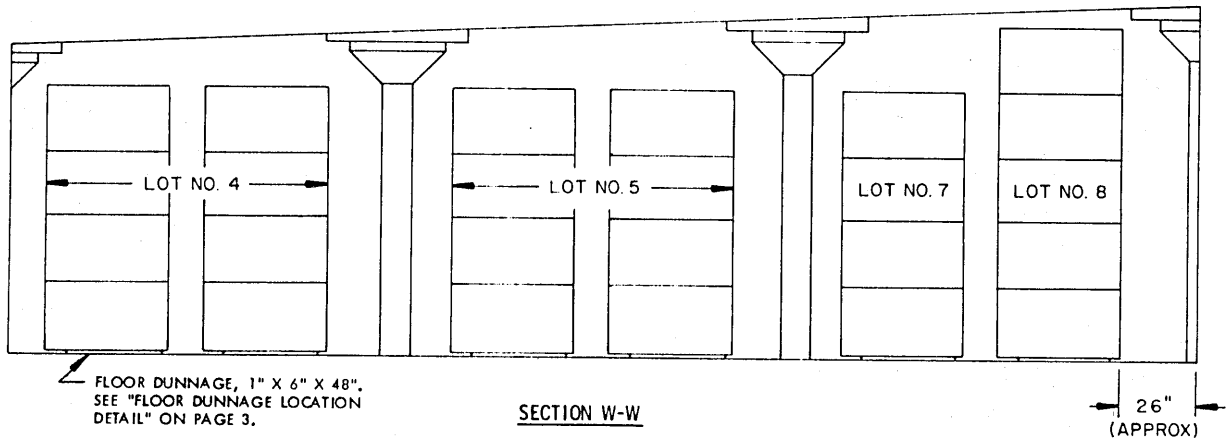 LOT NO. 4
LOT NO. 5
LOT NO. 7
LOT NO. 8
FLOOR DUNNAGE, 1" X 6" X 48".
SEE "FLOOR DUNNAGE LOCATION
DETAIL" ON PAGE 3.
SECTION W-W
26"
(APPROX)